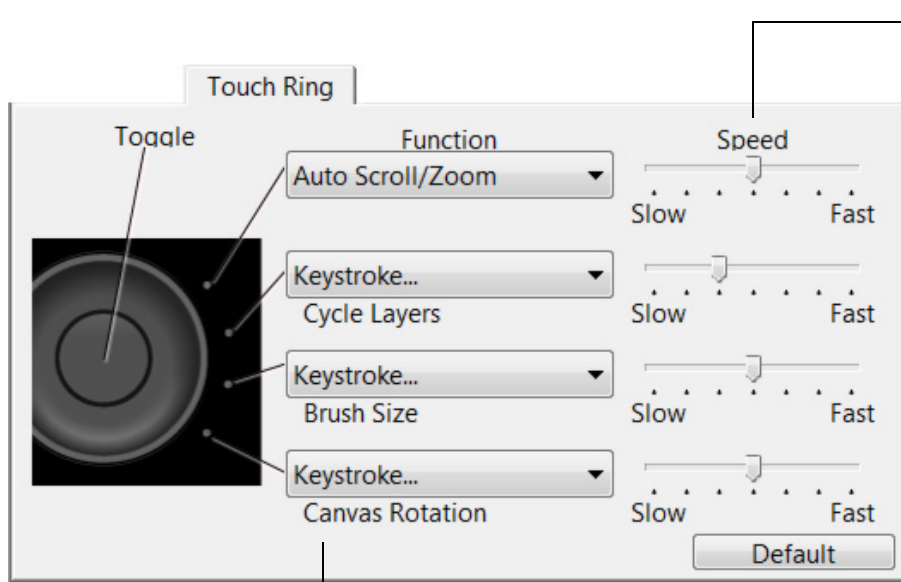 Touch Ring
Toggle Function Speed
Auto Scroll/Zoom
Slow Fast
Keystroke...
Cycle Layers Slow Fast
Keystroke...
Brush Size Slow Fast
Keystroke...
Canvas Rotation Slow Fast
Default